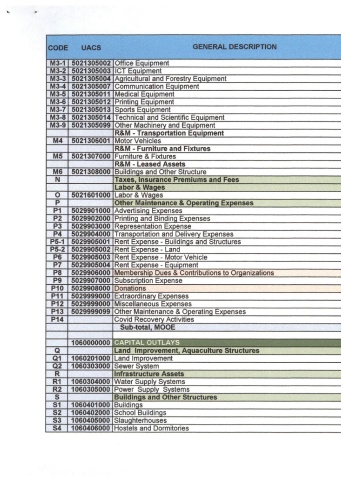 CODE UACS GENERAL DESCRIPTION
M3-1 5021305002 Office Equipment
M3-2 5021305003 ICT Equipment
M3-3 5021305004 Agricultural and Forestry Equipment
M3-4 5021305007 Communication Equipment
M3-5 5021305011 Medical Equipment
M3-6 5021305012 Printing Equipment
M3-7 5021305013 Sports Equipment
M3-8 5021305014 Technical and Scientific Equipment
M3-9 5021305099 Other Machinery and Equipment
R&M - Transportation Equipment
M4 5021306001 Motor Vehicles
R&M - Furniture and Fixtures
M5 5021307000 Furniture & Fixtures
R&M - Leased Assets
M6 5021308000 Buildings and Other Structure
N Taxes, Insurance Premiums and Fees
Labor & Wages
O 5021601000 Labor & Wages
P Other Maintenance & Operating Expenses
P1 5029901000 Advertising Expenses
P2 5029902000 Printing and Binding Expenses
P3 5029903000 Representation Expense
P4 5029904000 Transportation and Delivery Expenses
P5-1 5029905001 Rent Expense - Buildings and Structures
P5-2 5029905002 Rent Expense - Land
P6 5029905003 Rent Expense - Motor Vehicle
P7 5029905004 Rent Expense - Equipment
P8 5029906000 Membership Dues & Contributions to Organizations
P9 5029907000 Subscription Expense
P10 5029908000 Donations
P11 5029999000 Extraordinary Expenses
P12 5029999000 Miscellaneous Expenses
P13 5029999099 Other Maintenance & Operating Expenses
P14 Covid Recovery Activities
Sub-total, MOOE
1060000000 CAPITAL OUTLAYS
Q Land Improvement, Aquaculture Structures
Q1 1060201000 Land Improvement
Q2 1060303000 Sewer System
R Infrastructure Assets
R1 1060304000 Water Supply Systems
R2 1060305000 Power Supply Systems
S Buildings and Other Structures
S1 1060401000 Buildings
S2 1060402000 School Buildings
S3 1060405000 Slaughterhouses
S4 1060406000 Hostels and Dormitories